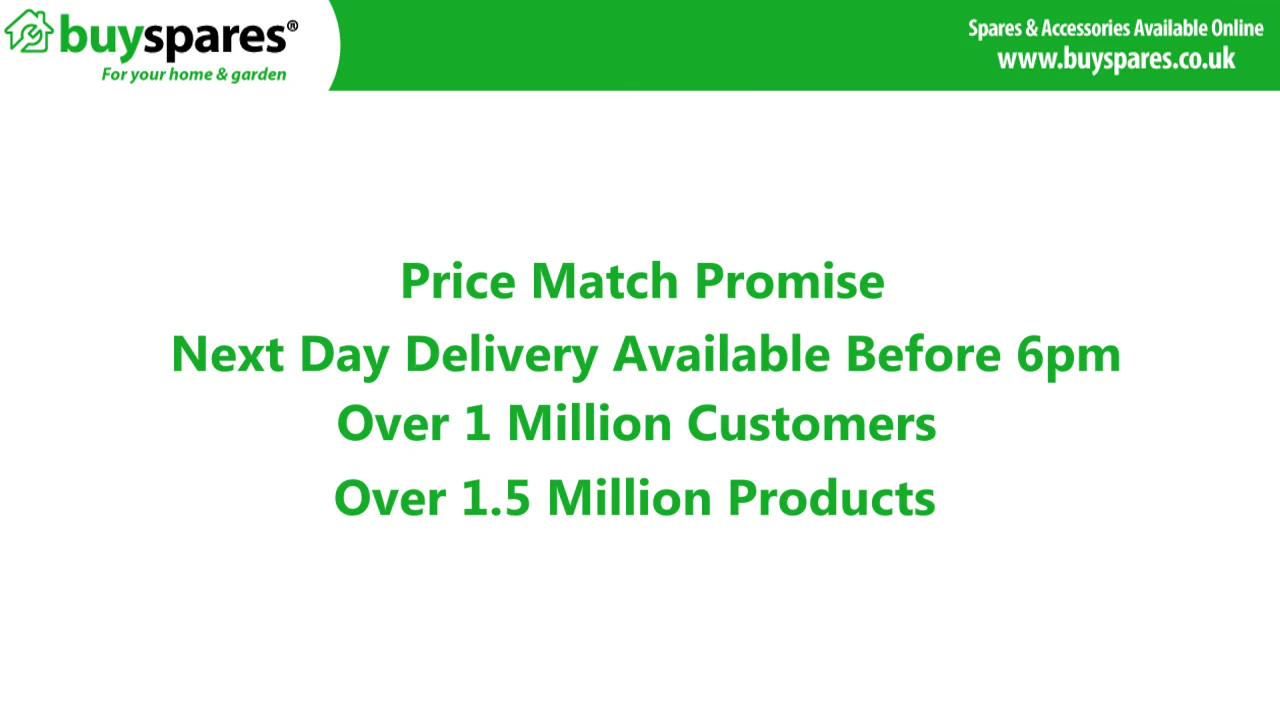 buyspares®
For your home & garden
Spares & Accessories Available Online
www.buyspares.co.uk
Price Match Promise
Next Day Delivery Available Before 6pm
Over 1 Million Customers
Over 1.5 Million Products